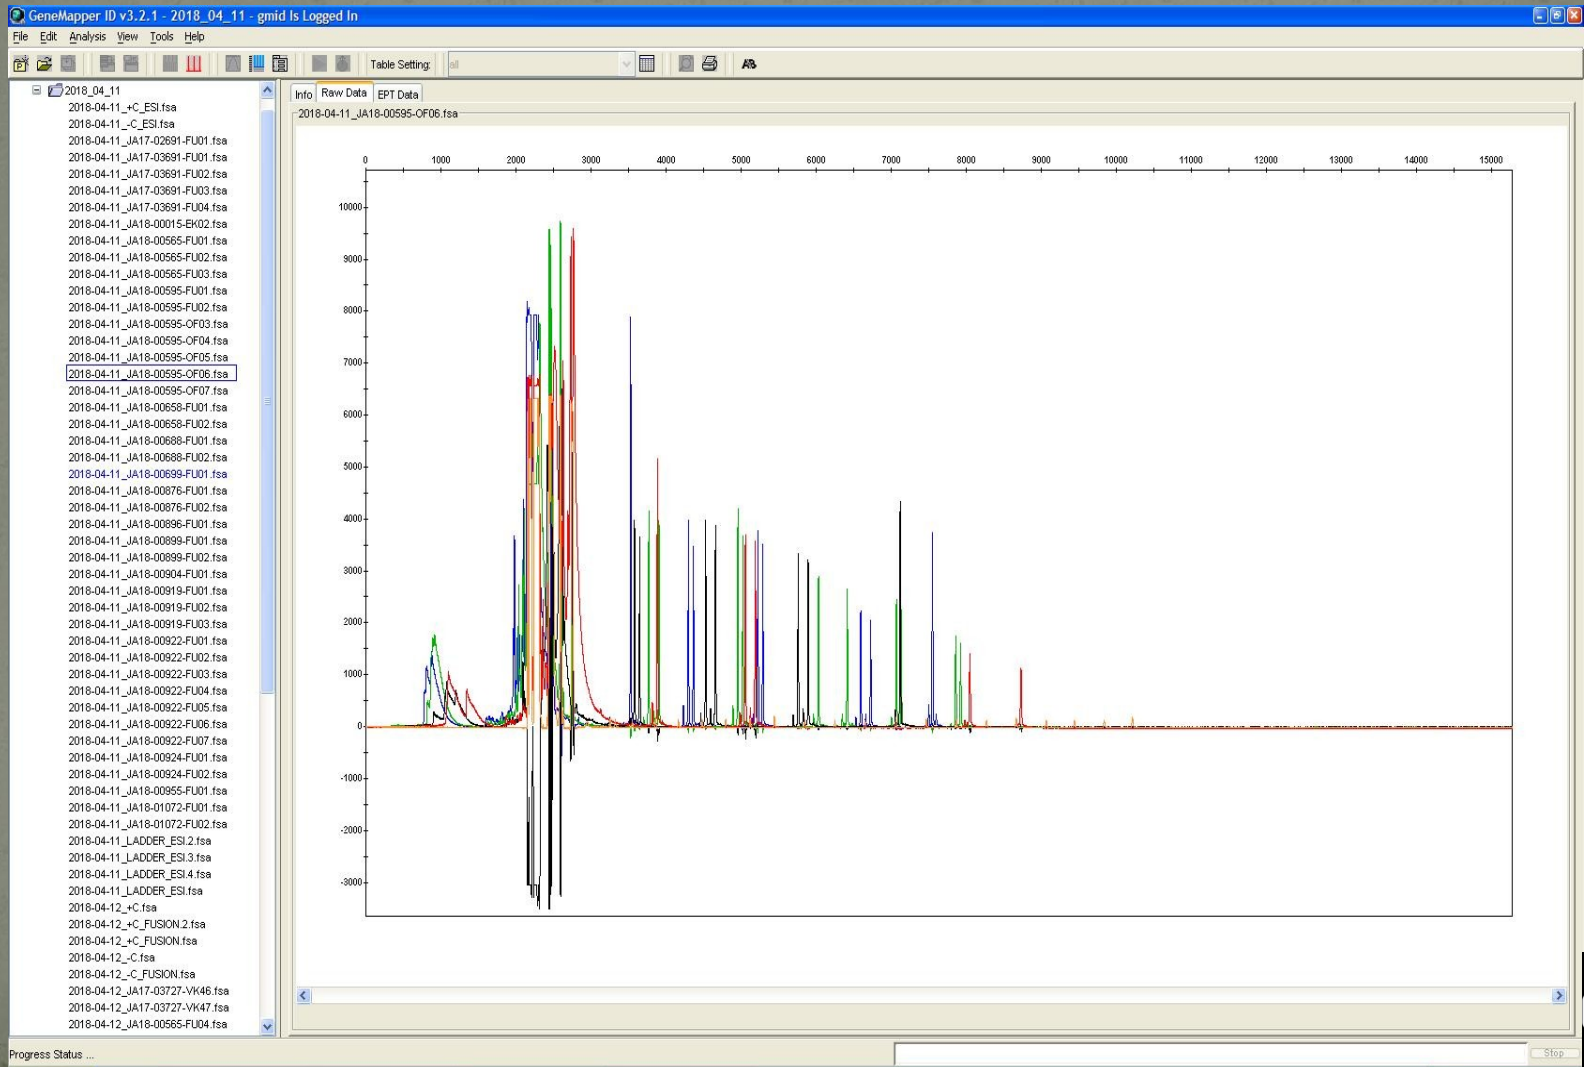 GeneMapper ID v3.2.1 - 2018_04_11 - gmid Is Logged In
File Edit Analysis View Tools Help
Table Setting: all
2018_04_11
2018-04-11_+C_ESI.fsa
2018-04-11_-C_ESI.fsa
2018-04-11_JA17-02691-FU01.fsa
2018-04-11_JA17-03691-FU01.fsa
2018-04-11_JA17-03691-FU02.fsa
2018-04-11_JA17-03691-FU03.fsa
2018-04-11_JA17-03691-FU04.fsa
2018-04-11_JA18-00015-EK02.fsa
2018-04-11_JA18-00565-FU01.fsa
2018-04-11_JA18-00565-FU02.fsa
2018-04-11_JA18-00565-FU03.fsa
2018-04-11_JA18-00595-FU01.fsa
2018-04-11_JA18-00595-FU02.fsa
2018-04-11_JA18-00595-OF03.fsa
2018-04-11_JA18-00595-OF04.fsa
2018-04-11_JA18-00595-OF05.fsa
2018-04-11_JA18-00595-OF06.fsa
2018-04-11_JA18-00595-OF07.fsa
2018-04-11_JA18-00658-FU01.fsa
2018-04-11_JA18-00658-FU02.fsa
2018-04-11_JA18-00688-FU01.fsa
2018-04-11_JA18-00688-FU02.fsa
2018-04-11_JA18-00699-FU01.fsa
2018-04-11_JA18-00876-FU01.fsa
2018-04-11_JA18-00876-FU02.fsa
2018-04-11_JA18-00896-FU01.fsa
2018-04-11_JA18-00899-FU01.fsa
2018-04-11_JA18-00899-FU02.fsa
2018-04-11_JA18-00904-FU01.fsa
2018-04-11_JA18-00919-FU01.fsa
2018-04-11_JA18-00919-FU02.fsa
2018-04-11_JA18-00919-FU03.fsa
2018-04-11_JA18-00922-FU01.fsa
2018-04-11_JA18-00922-FU02.fsa
2018-04-11_JA18-00922-FU03.fsa
2018-04-11_JA18-00922-FU04.fsa
2018-04-11_JA18-00922-FU05.fsa
2018-04-11_JA18-00922-FU06.fsa
2018-04-11_JA18-00922-FU07.fsa
2018-04-11_JA18-00924-FU01.fsa
2018-04-11_JA18-00924-FU02.fsa
2018-04-11_JA18-00955-FU01.fsa
2018-04-11_JA18-01072-FU01.fsa
2018-04-11_JA18-01072-FU02.fsa
2018-04-11_LADDER_ESI.2.fsa
2018-04-11_LADDER_ESI.3.fsa
2018-04-11_LADDER_ESI.4.fsa
2018-04-11_LADDER_ESI.fsa
2018-04-12_+C.fsa
2018-04-12_+C_FUSION.2.fsa
2018-04-12_+C_FUSION.fsa
2018-04-12_-C.fsa
2018-04-12_-C_FUSION.fsa
2018-04-12_JA17-03727-VK46.fsa
2018-04-12_JA17-03727-VK47.fsa
2018-04-12_JA18-00565-FU04.fsa
Info Raw Data EPT Data
2018-04-11_JA18-00595-OF06.fsa
0 1000 2000 3000 4000 5000 6000 7000 8000 9000 10000 11000 12000 13000 14000 15000
10000
9000
8000
7000
6000
5000
4000
3000
2000
1000
0
-1000
-2000
-3000
Progress Status ...
Stop